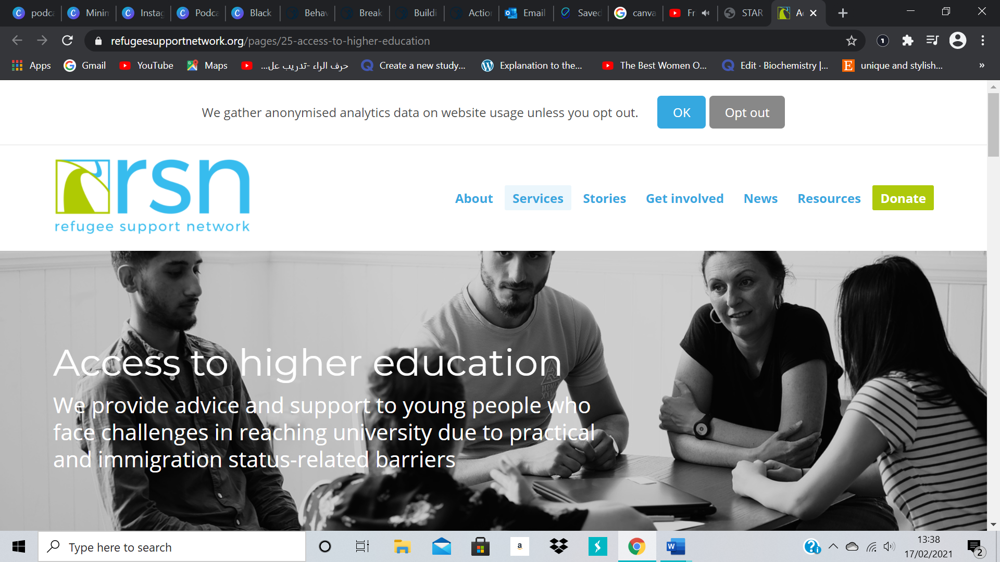 podca
Minin
Instag
Podca
Black
Behav
Break
Buildi
Action
Email
Saved
canva
Fr
STAR
Ac
refugeesupportnetwork.org/pages/25-access-to-higher-education
Apps
Gmail
YouTube
Maps
حرف الراء -تدريب عل...
Create a new study...
Explanation to the...
The Best Women O...
Edit · Biochemistry |...
unique and stylish...
»
We gather anonymised analytics data on website usage unless you opt out.
OK
Opt out
rsn
refugee support network
About
Services
Stories
Get involved
News
Resources
Donate
Access to higher education
We provide advice and support to young people who
face challenges in reaching university due to practical
and immigration status-related barriers
Type here to search
13:38
17/02/2021
2